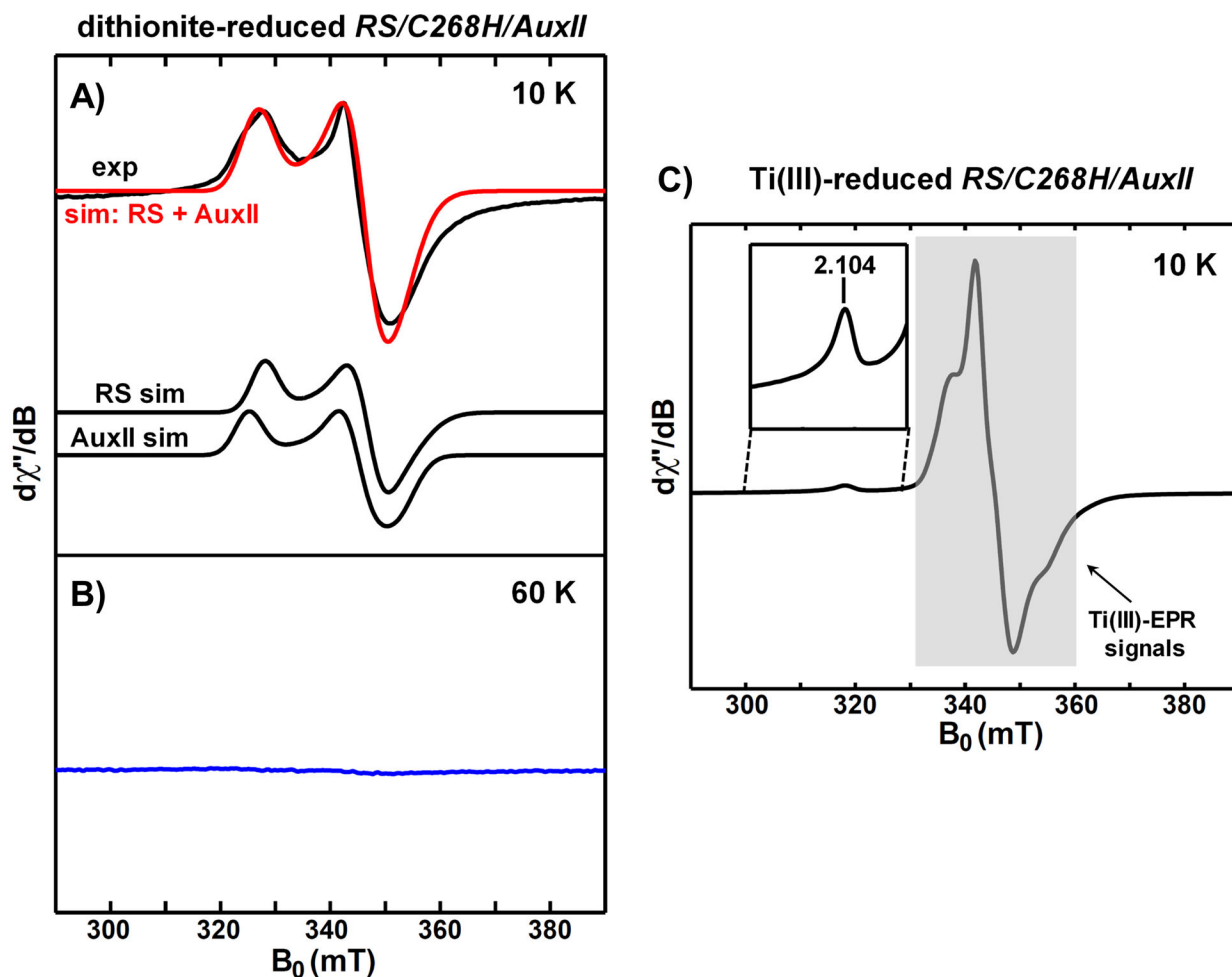 dithionite-reduced RS/C268H/AuxII
A)
10 K
exp
sim: RS + AuxII
RS sim
AuxII sim
dχ"/dB
B)
60 K
300 320 340 360 380
B0 (mT)
C) Ti(III)-reduced RS/C268H/AuxII
10 K
2.104
dχ"/dB
Ti(III)-EPR
signals
300 320 340 360 380
B0 (mT)